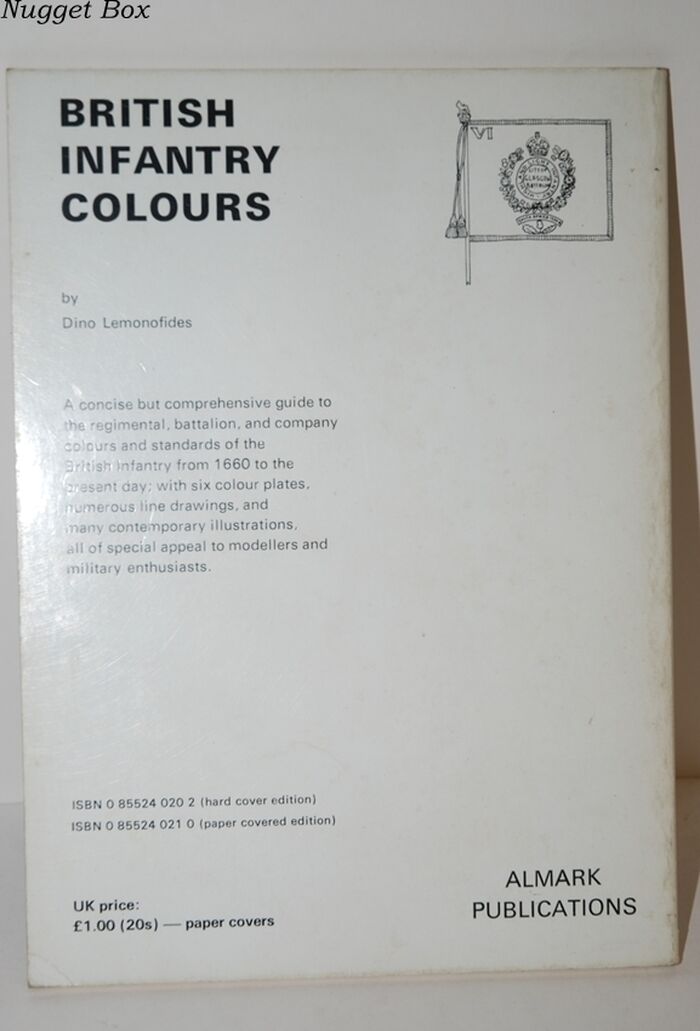 Nugget Box
BRITISH
INFANTRY
COLOURS
VI
CITY OF
GLASGOW
by
Dino Lemonofides
A concise but comprehensive guide to
the regimental, battalion, and company
colours and standards of the
British Infantry from 1660 to the
present day; with six colour plates,
numerous line drawings, and
many contemporary illustrations,
all of special appeal to modellers and
military enthusiasts.
ISBN 0 85524 020 2 (hard cover edition)
ISBN 0 85524 021 0 (paper covered edition)
UK price:
£1.00 (20s) — paper covers
ALMARK
PUBLICATIONS